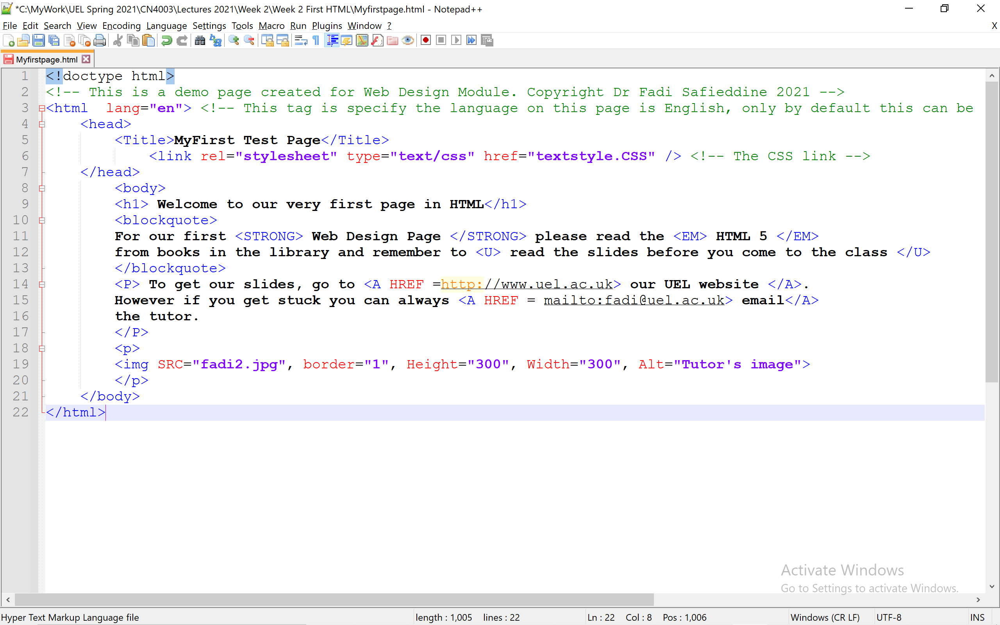 *C:\MyWork\UEL Spring 2021\CN4003\Lectures 2021\Week 2\Week 2 First HTML\Myfirstpage.html - Notepad++
File Edit Search View Encoding Language Settings Tools Macro Run Plugins Window ? X
Myfirstpage.html
1 <!doctype html>
2 <!-- This is a demo page created for Web Design Module. Copyright Dr Fadi Safieddine 2021 -->
3 <html  lang="en"> <!-- This tag is specify the language on this page is English, only by default this can be
4 <head>
5 <Title>MyFirst Test Page</Title>
6 <link rel="stylesheet" type="text/css" href="textstyle.CSS" /> <!-- The CSS link -->
7 </head>
8 <body>
9 <h1> Welcome to our very first page in HTML</h1>
10 <blockquote>
11 For our first <STRONG> Web Design Page </STRONG> please read the <EM> HTML 5 </EM>
12 from books in the library and remember to <U> read the slides before you come to the class </U>
13 </blockquote>
14 <P> To get our slides, go to <A HREF =http://www.uel.ac.uk> our UEL website </A>.
15 However if you get stuck you can always <A HREF = mailto:fadi@uel.ac.uk> email</A>
16 the tutor.
17 </P>
18 <p>
19 <img SRC="fadi2.jpg", border="1", Height="300", Width="300", Alt="Tutor's image">
20 </p>
21 </body>
22 </html>
Activate Windows
Go to Settings to activate Windows.
Hyper Text Markup Language file length : 1,005 lines : 22 Ln : 22 Col : 8 Pos : 1,006 Windows (CR LF) UTF-8 INS